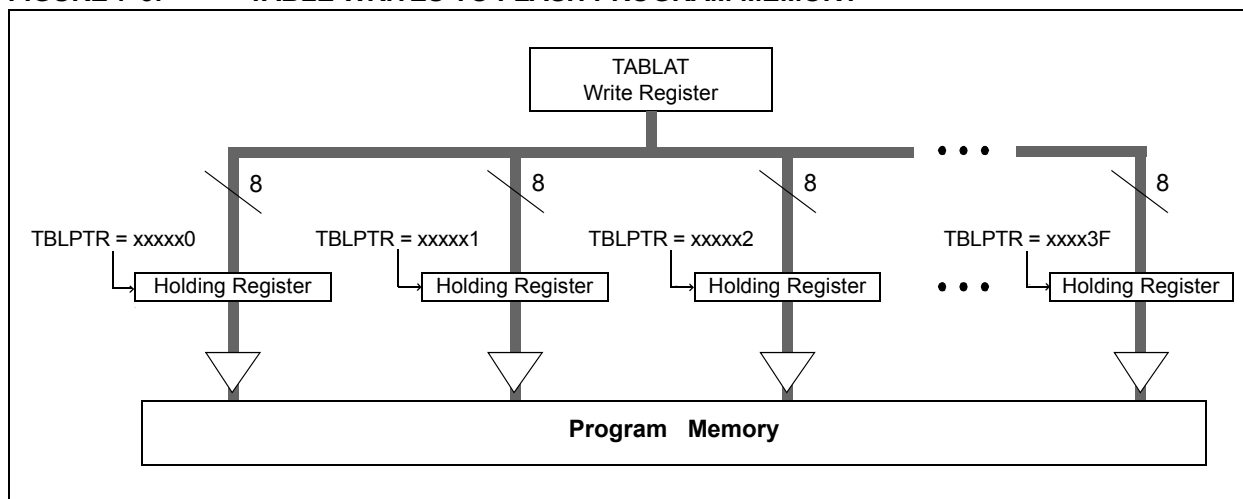 TABLAT
Write Register
8 8 8 8
TBLPTR = xxxxx0 TBLPTR = xxxxx1 TBLPTR = xxxxx2 TBLPTR = xxxx3F
Holding Register Holding Register Holding Register Holding Register
Program Memory